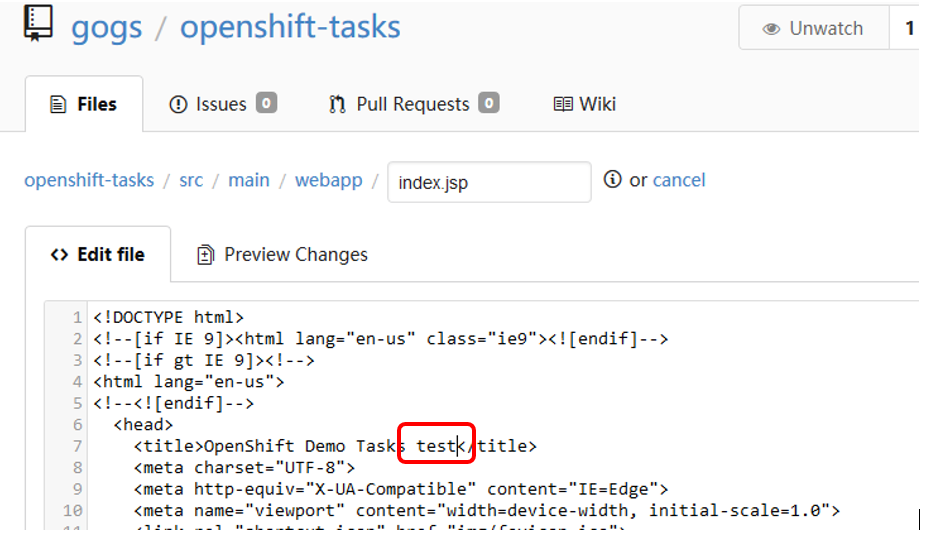 gogs / openshift-tasks
Unwatch 1
Files Issues 0 Pull Requests 0 Wiki
openshift-tasks / src / main / webapp / index.jsp or cancel
<> Edit file Preview Changes
1 <!DOCTYPE html>
2 <!--[if IE 9]><html lang="en-us" class="ie9"><![endif]-->
3 <!--[if gt IE 9]><!-->
4 <html lang="en-us">
5 <!--<![endif]-->
6 <head>
7 <title>OpenShift Demo Tasks test</title>
8 <meta charset="UTF-8">
9 <meta http-equiv="X-UA-Compatible" content="IE=Edge">
10 <meta name="viewport" content="width=device-width, initial-scale=1.0">